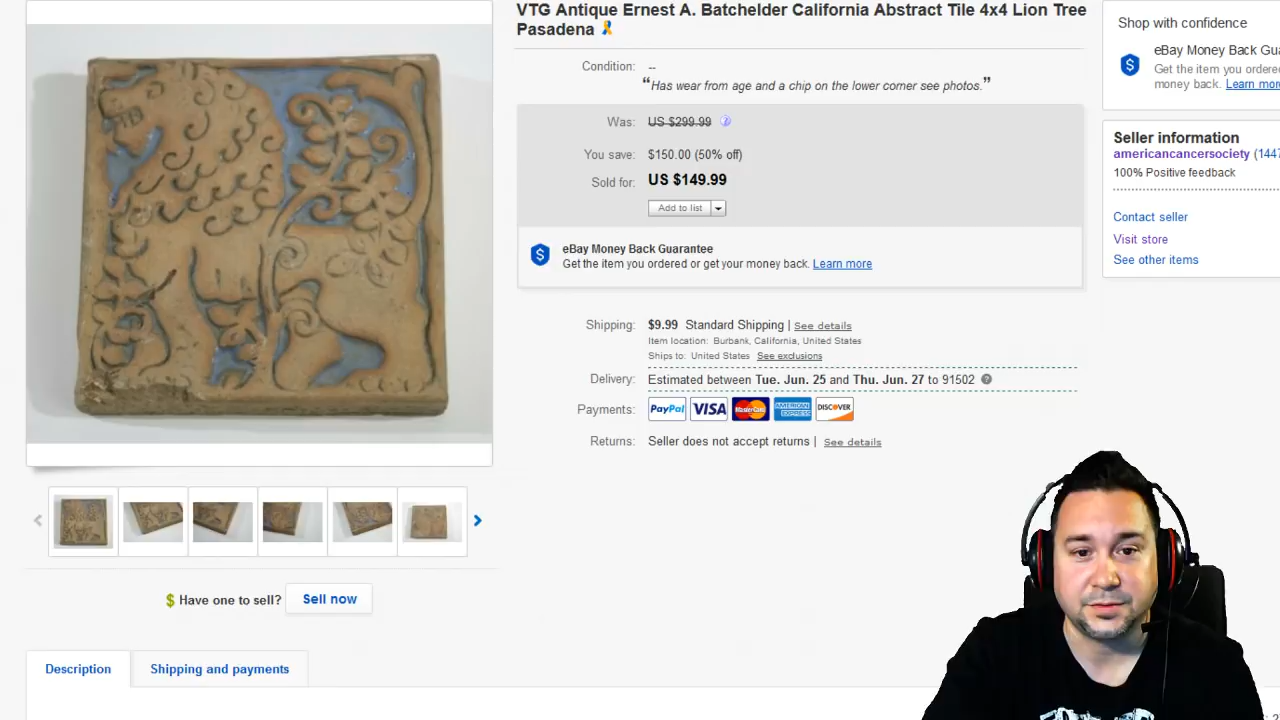 VTG Antique Ernest A. Batchelder California Abstract Tile 4x4 Lion Tree
Pasadena
Condition: --
“Has wear from age and a chip on the lower corner see photos.”
Was: US $299.99
You save: $150.00 (50% off)
Sold for: US $149.99
Add to list
eBay Money Back Guarantee
Get the item you ordered or get your money back. Learn more
Shipping: $9.99 Standard Shipping | See details
Item location: Burbank, California, United States
Ships to: United States See exclusions
Delivery: Estimated between Tue. Jun. 25 and Thu. Jun. 27 to 91502
Payments: PayPal VISA MasterCard AMERICAN EXPRESS DISCOVER
Returns: Seller does not accept returns | See details
Shop with confidence
eBay Money Back Gua
Get the item you ordered
money back. Learn more
Seller information
americancancersociety (1447
100% Positive feedback
Contact seller
Visit store
See other items
$ Have one to sell? Sell now
Description
Shipping and payments